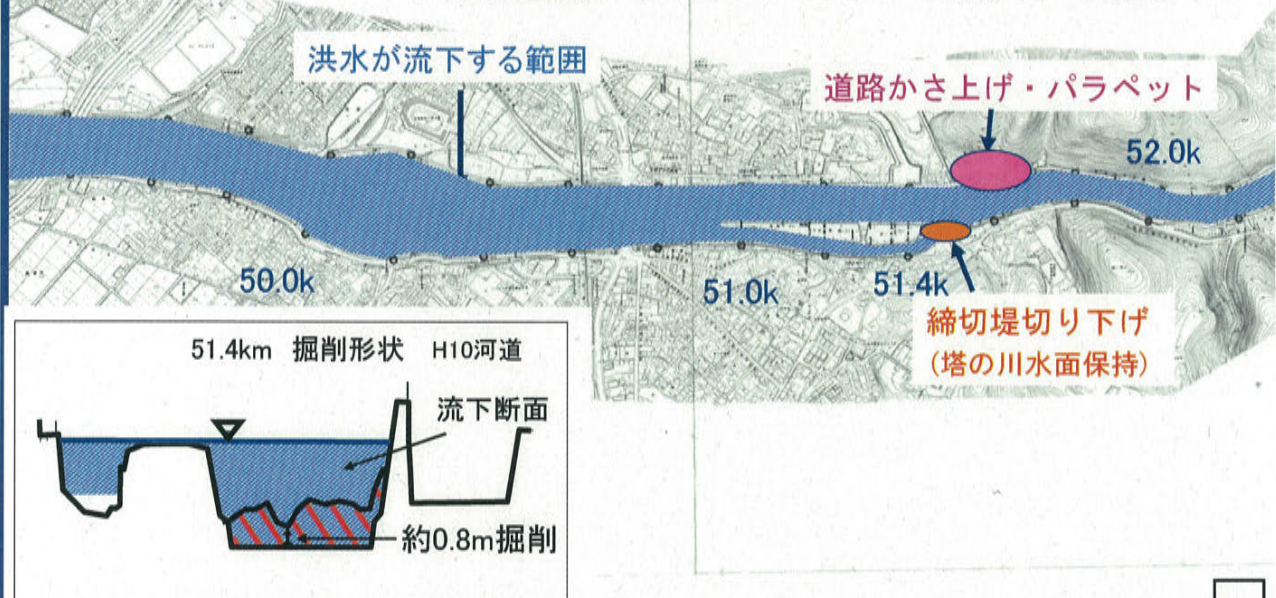 洪水が流下する範囲
道路かさ上げ・パラペット
52.0k
50.0k
51.0k
51.4k
締切堤切り下げ
(塔の川水面保持)
51.4km 掘削形状 H10河道
流下断面
約0.8m掘削